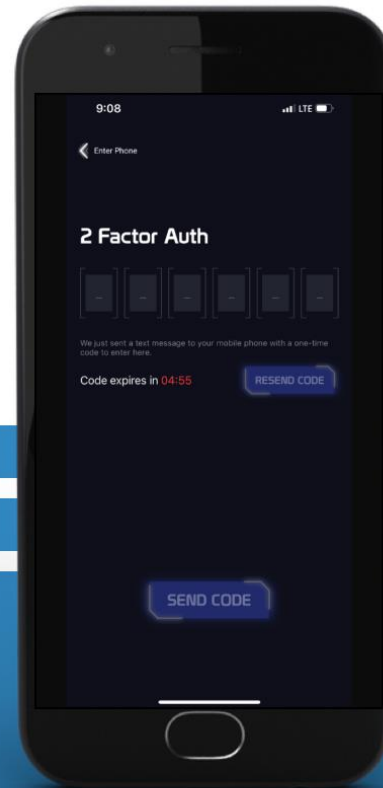 9:08
LTE
Enter Phone
2 Factor Auth
We just sent a text message to your mobile phone with a one-time
code to enter here.
Code expires in 04:55
RESEND CODE
SEND CODE